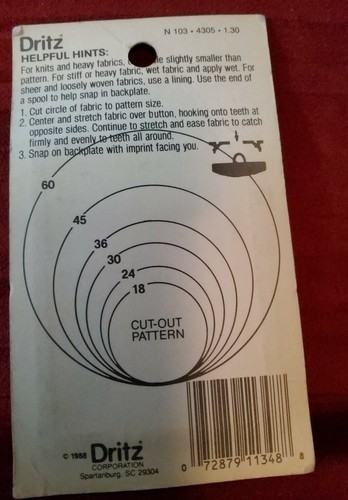 N 103 • 4305 • 1.30
Dritz
HELPFUL HINTS:
For knits and heavy fabrics, slightly smaller than
pattern. For stiff or heavy fabric, wet fabric and apply wet. For
sheer and loosely woven fabrics, use a lining. Use the end of
a spool to help snap in backplate.
1. Cut circle of fabric to pattern size.
2. Center and stretch fabric over button, hooking onto teeth at
opposite sides. Continue to stretch and ease fabric to catch
firmly and evenly to teeth all around.
3. Snap on backplate with imprint facing you.
60
45
36
30
24
18
CUT-OUT
PATTERN
© 1988 Dritz
CORPORATION
Spartanburg, SC 29304
0 72879 11348 8